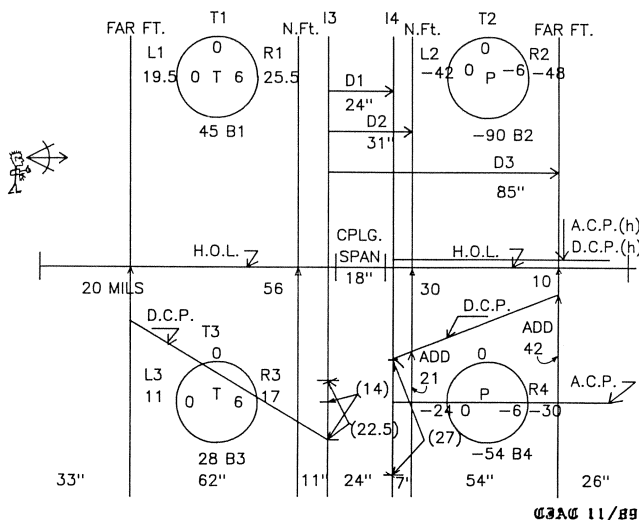 T1 I3 I4 T2
FAR FT. N.Ft. N.Ft. FAR FT.
L1 0 R1 L2 0 R2
19.5 0 T 6 25.5 -42 0 P -6 -48
45 B1 -90 B2
D1
24"
D2
31"
D3
85"
A.C.P.(h)
D.C.P.(h)
H.O.L. CPLG. SPAN 18" H.O.L.
20 MILS 56 30 10
D.C.P. D.C.P.
T3
0
L3 R3
11 0 T 6 17
28 B3
(14)
(22.5)
(27)
ADD
21
ADD
42
0
P
-24 0 -6 -30
R4
A.C.P.
-54 B4
33" 62" 11" 24" 7" 54" 26"
11/89